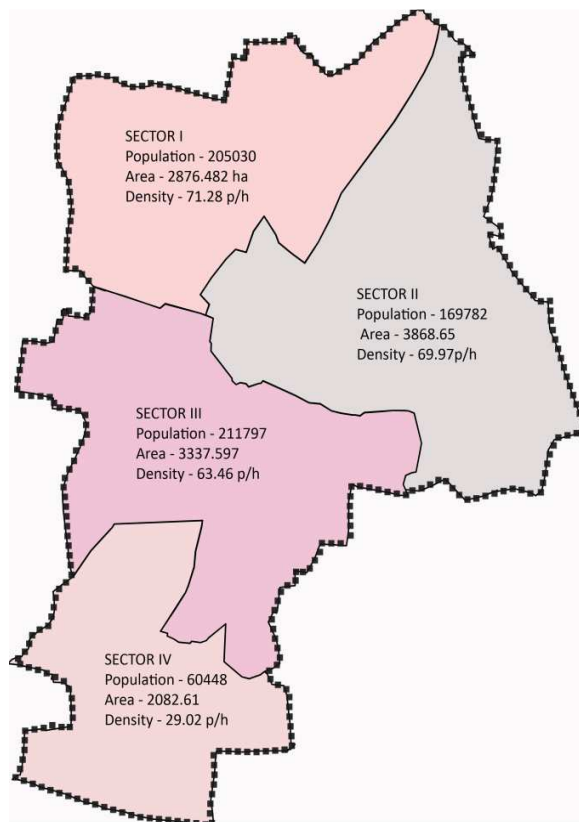 SECTOR I
Population - 205030
Area - 2876.482 ha
Density - 71.28 p/h
SECTOR II
Population - 169782
Area - 3868.65
Density - 69.97p/h
SECTOR III
Population - 211797
Area - 3337.597
Density - 63.46 p/h
SECTOR IV
Population - 60448
Area - 2082.61
Density - 29.02 p/h